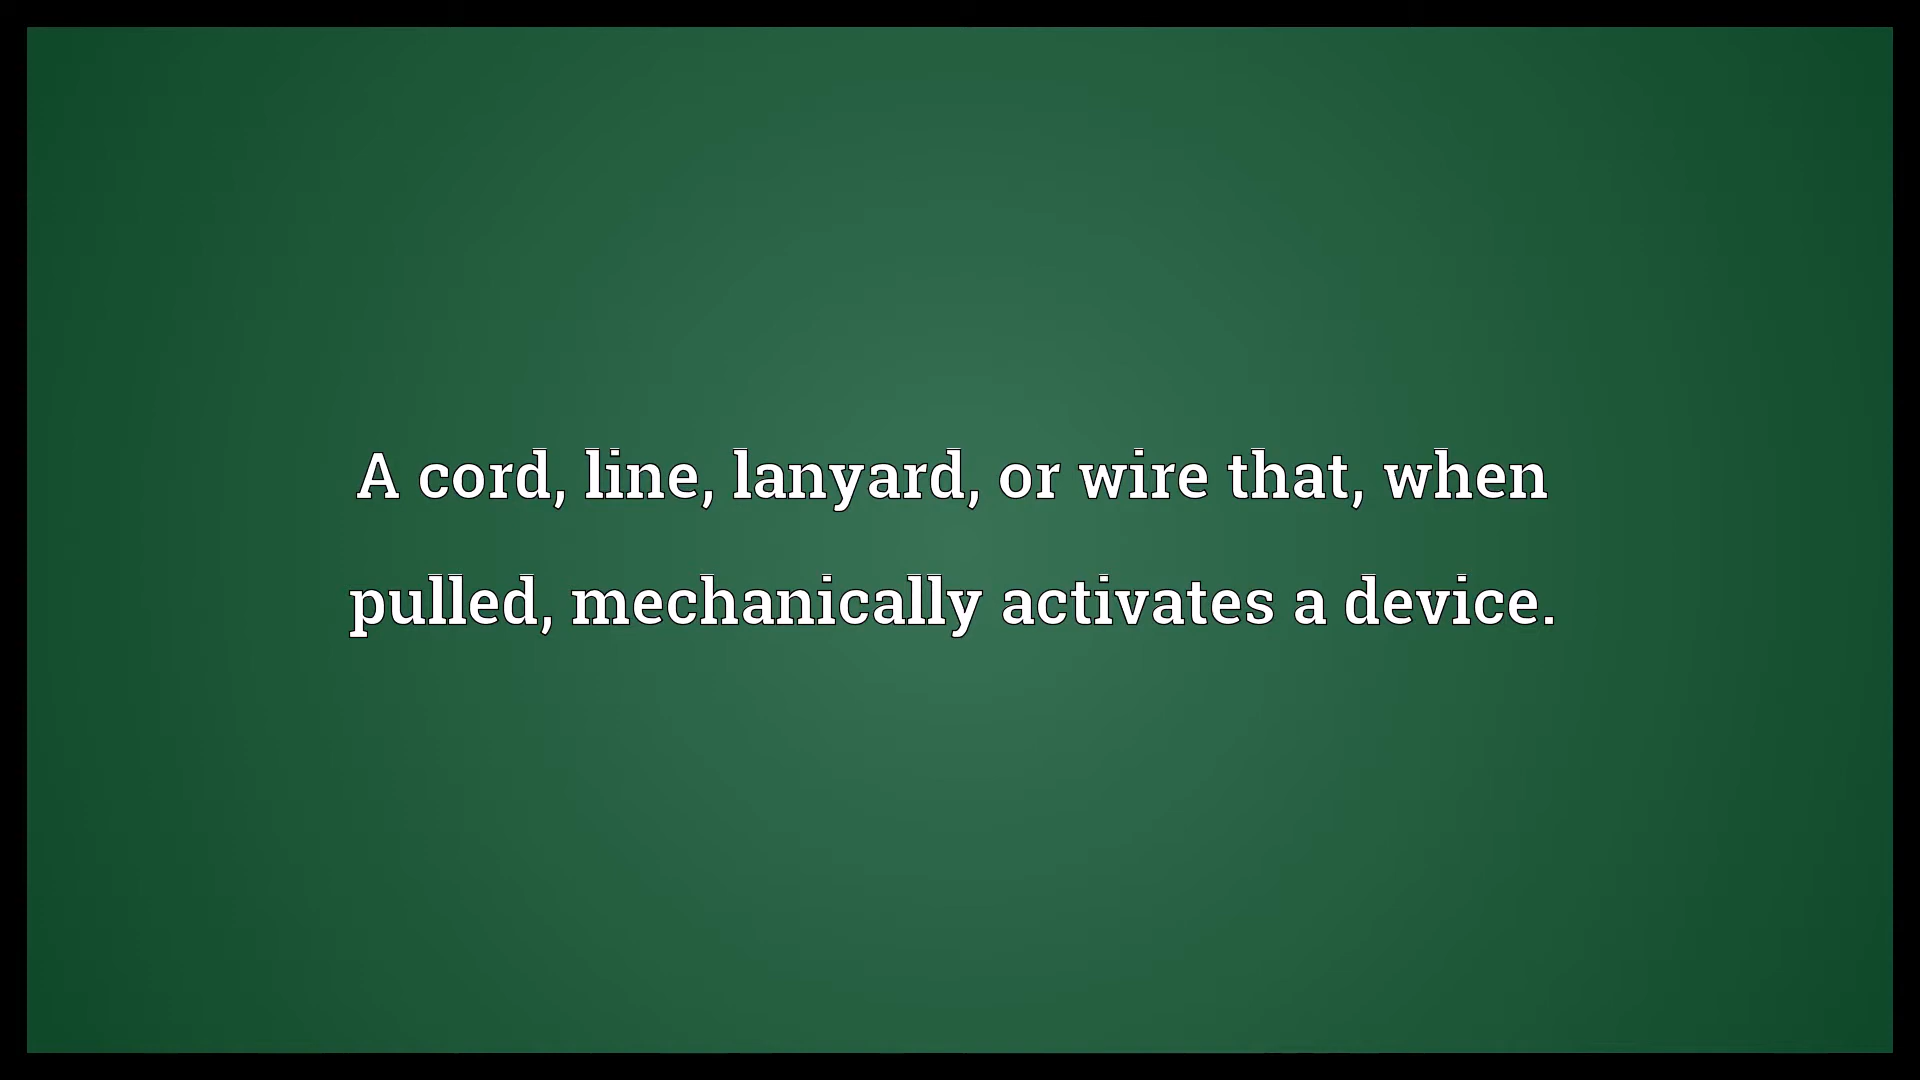 A cord, line, lanyard, or wire that, when
pulled, mechanically activates a device.